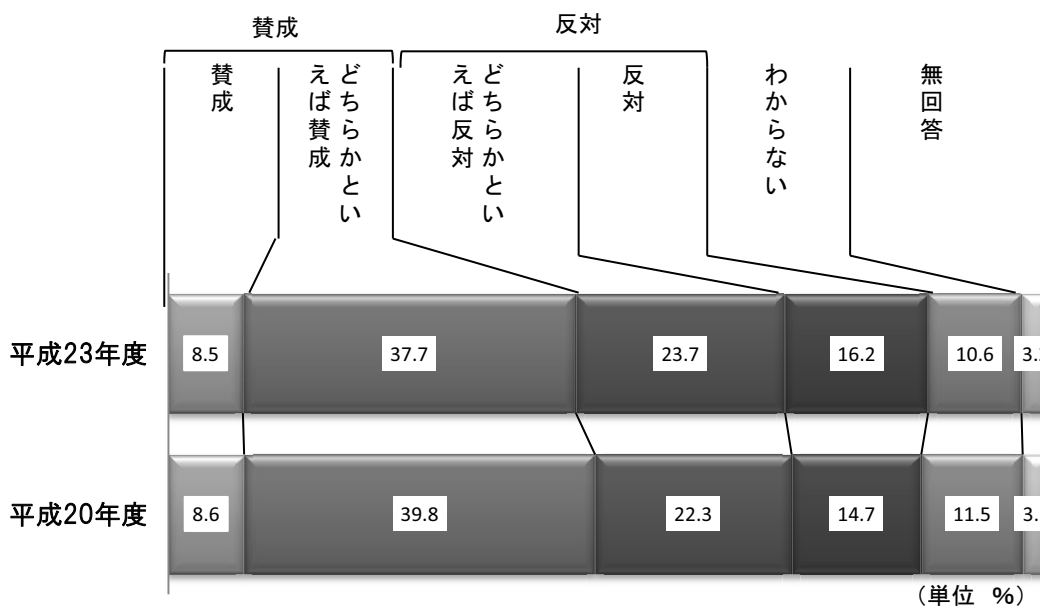 賛成
反対
賛成
どちらかとい
えば賛成
どちらかとい
えば反対
反対
わからない
無回答
平成23年度
8.5
37.7
23.7
16.2
10.6
平成20年度
8.6
39.8
22.3
14.7
11.5
（単位 %）